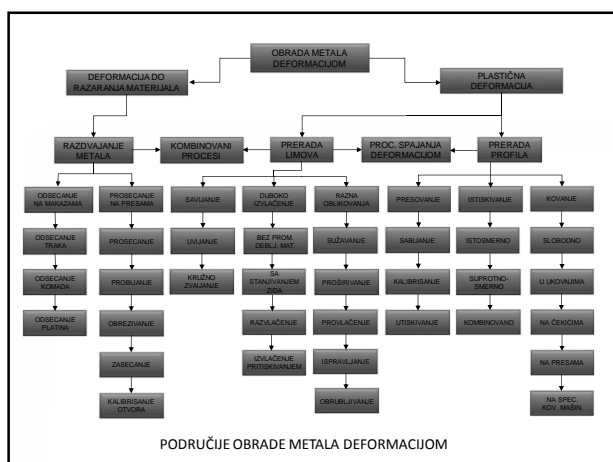 OBRADA METALA
DEFORMACIJOM
DEFORMACIJA DO
RAZARANJA MATERIJALA
PLASTIČNA
DEFORMACIJA
RAZDVAJANJE
METALA
KOMBINOVANI
PROCESI
PRERADA
LIMOVA
PROC. SPAJANJA
DEFORMACIJOM
PRERADA
PROFILA
ODSECANJE
NA MAKAZAMA
ODSECANJE
TRAKA
ODSECANJE
KOMADA
ODSECANJE
PLATINA
PROSECANJE
NA PRESAMA
PROSECANJE
PROBIJANJE
OBREZIVANJE
ZASECANJE
KALIBRISANJE
OTVORA
SAVIJANJE
UVIJANJE
KRUŽNO
ZVALJANJE
DUBOKO
IZVLAČENJE
BEZ PROM.
DEBLJ. MAT.
SA
STANJIVANJEM
ZIDA
RAZVLAČENJE
IZVLAČENJE
PRITISKIVANJEM
RAZNA
OBLIKOVANJA
SUŽAVANJE
PROŠIRIVANJE
PROVLAČENJE
ISPRAVLJANJE
OBRUBLJIVANJE
PRESOVANJE
SABIJANJE
KALIBRISANJE
UTISKIVANJE
ISTISKIVANJE
ISTOSMERNO
SUPROTNO-
SMERNO
KOMBINOVANO
KOVANJE
SLOBODNO
U UKOVNJIMA
NA ČEKIĆIMA
NA PRESAMA
NA SPEC.
KOV. MAŠIN.
PODRUČIJE OBRADE METALA DEFORMACIJOM